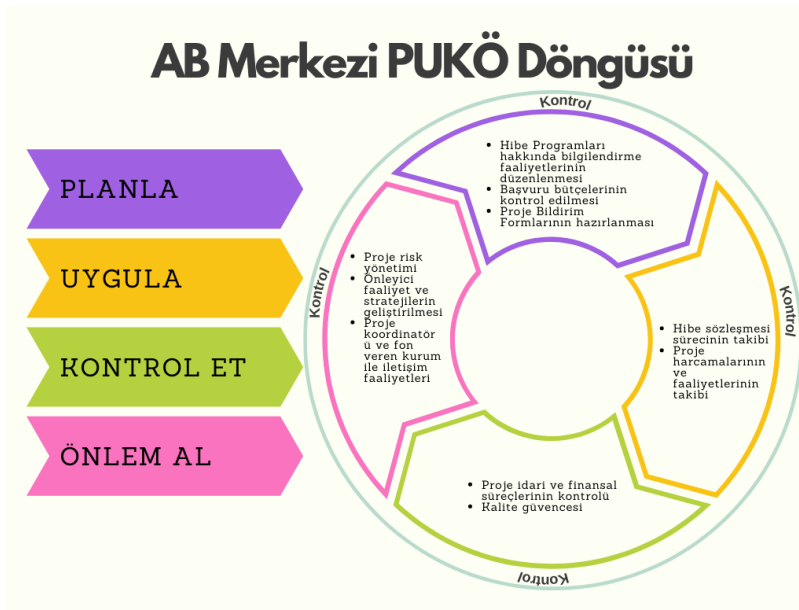 AB Merkezi PUKÖ Döngüsü
PLANLA
UYGULA
KONTROL ET
ÖNLEM AL
Kontrol
• Hibe Programları
hakkında bilgilendirme
faaliyetlerinin
düzenlenmesi
• Başvuru bütçelerinin
kontrol edilmesi
• Proje Bildirim
Formlarının hazırlanması
Kontrol
• Hibe sözleşmesi
sürecinin takibi
• Proje
harcamalarının
ve
faaliyetlerinin
takibi
Kontrol
• Proje idari ve finansal
süreçlerinin kontrolü
• Kalite güvencesi
Kontrol
• Proje risk
yönetimi
• Önleyici
faaliyet ve
stratejilerin
geliştirilmesi
• Proje
koordinatör
ü ve fon
veren kurum
ile iletişim
faaliyetleri